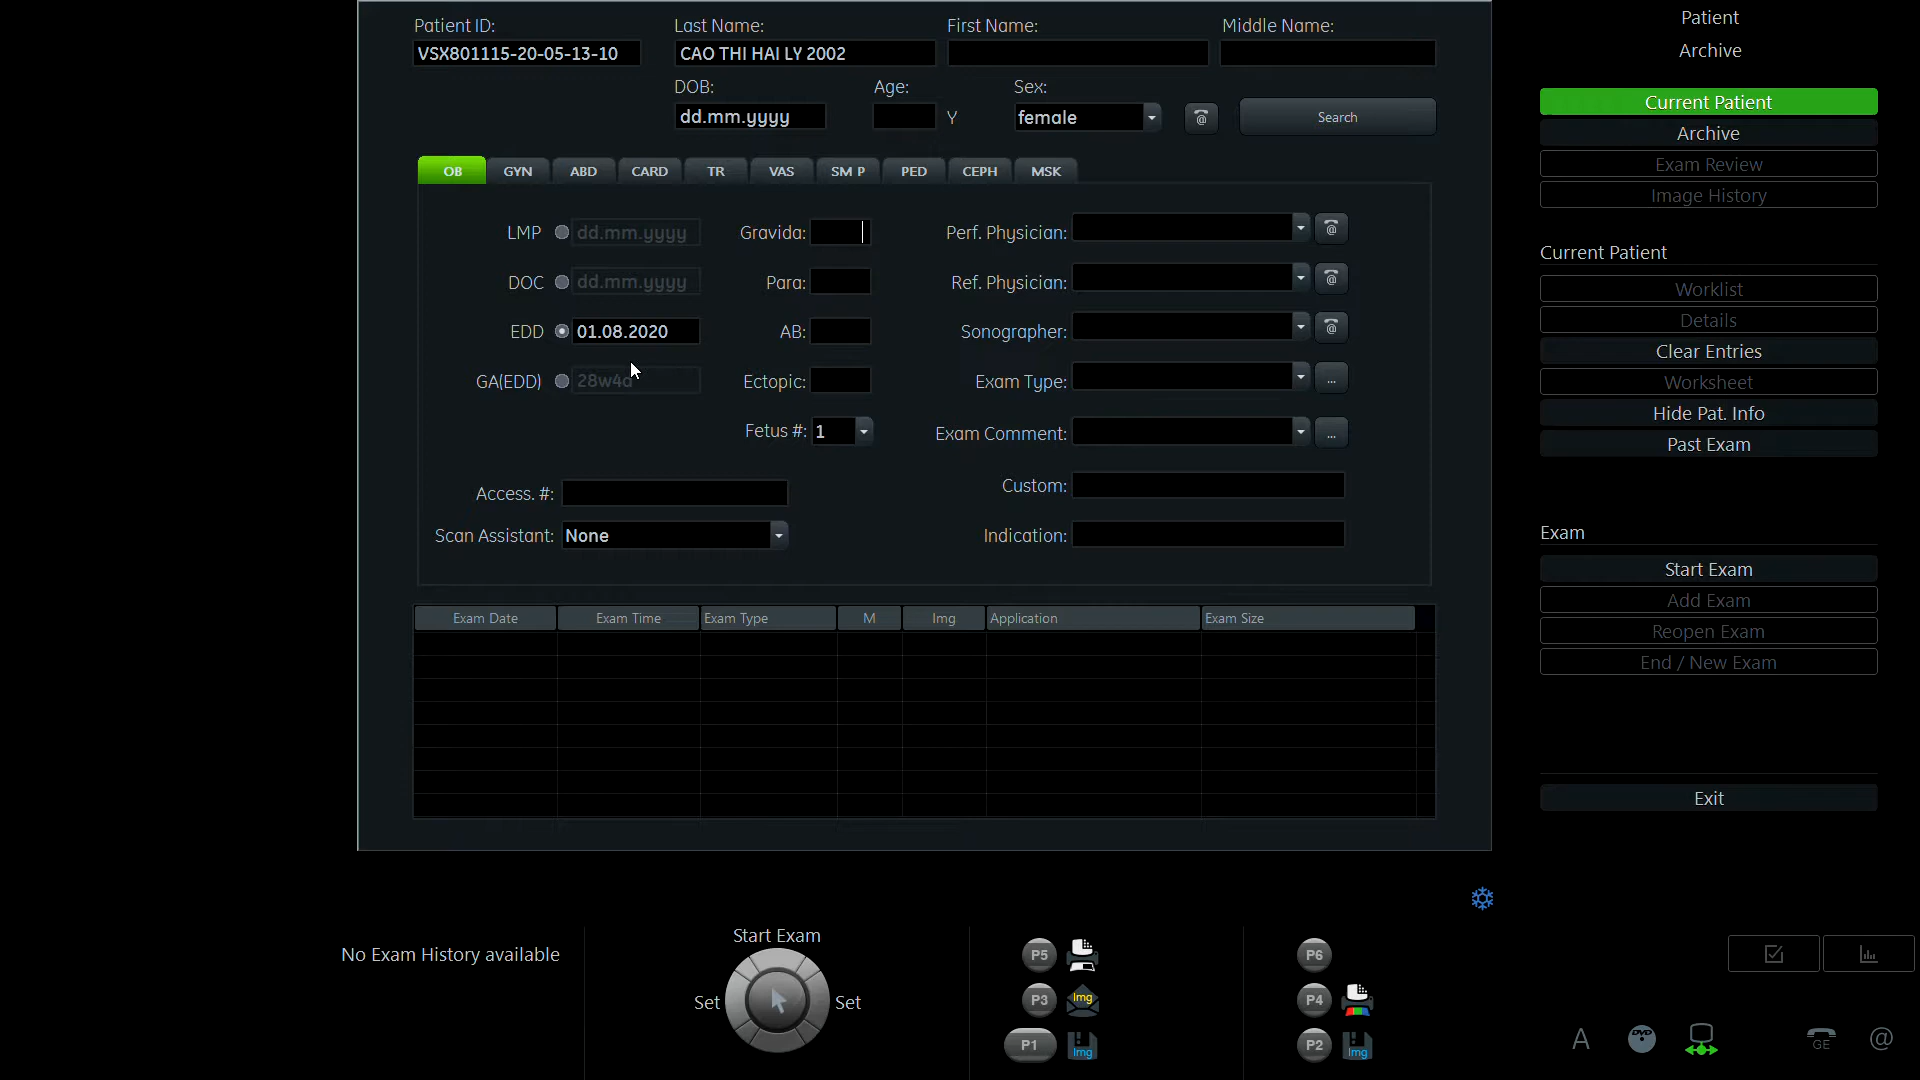 Patient ID: Last Name: First Name: Middle Name:
VSX801115-20-05-13-10 CAO THI HAI LY 2002
DOB: Age: Sex:
dd.mm.yyyy Y female Search
OB GYN ABD CARD TR VAS SM P PED CEPH MSK
LMP dd.mm.yyyy Gravida: Perf. Physician:
DOC dd.mm.yyyy Para: Ref. Physician:
EDD 01.08.2020 AB: Sonographer:
GA(EDD) 28w4d Ectopic: Exam Type: ...
Fetus #: 1 Exam Comment: ...
Access. #: Custom:
Scan Assistant: None Indication:
Exam Date Exam Time Exam Type M Img Application Exam Size
Patient
Archive
Current Patient
Archive
Exam Review
Image History
Current Patient
Worklist
Details
Clear Entries
Worksheet
Hide Pat. Info
Past Exam
Exam
Start Exam
Add Exam
Reopen Exam
End / New Exam
Exit
No Exam History available
Start Exam
Set Set
P5 P6
P3 Img P4
P1 Img P2 Img
A DVD GE @